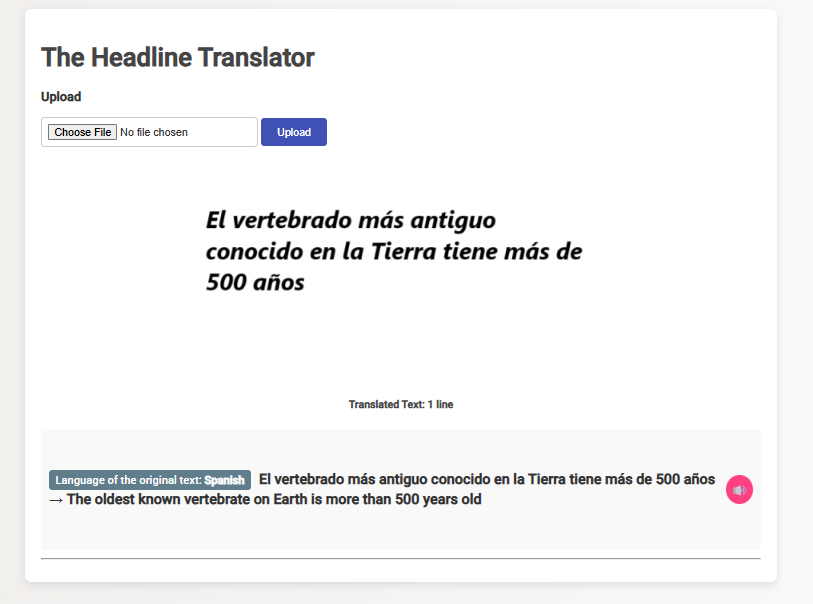 The Headline Translator
Upload
Choose File No file chosen Upload
El vertebrado más antiguo
conocido en la Tierra tiene más de
500 años
Translated Text: 1 line
Language of the original text: Spanish El vertebrado más antiguo conocido en la Tierra tiene más de 500 años
→ The oldest known vertebrate on Earth is more than 500 years old